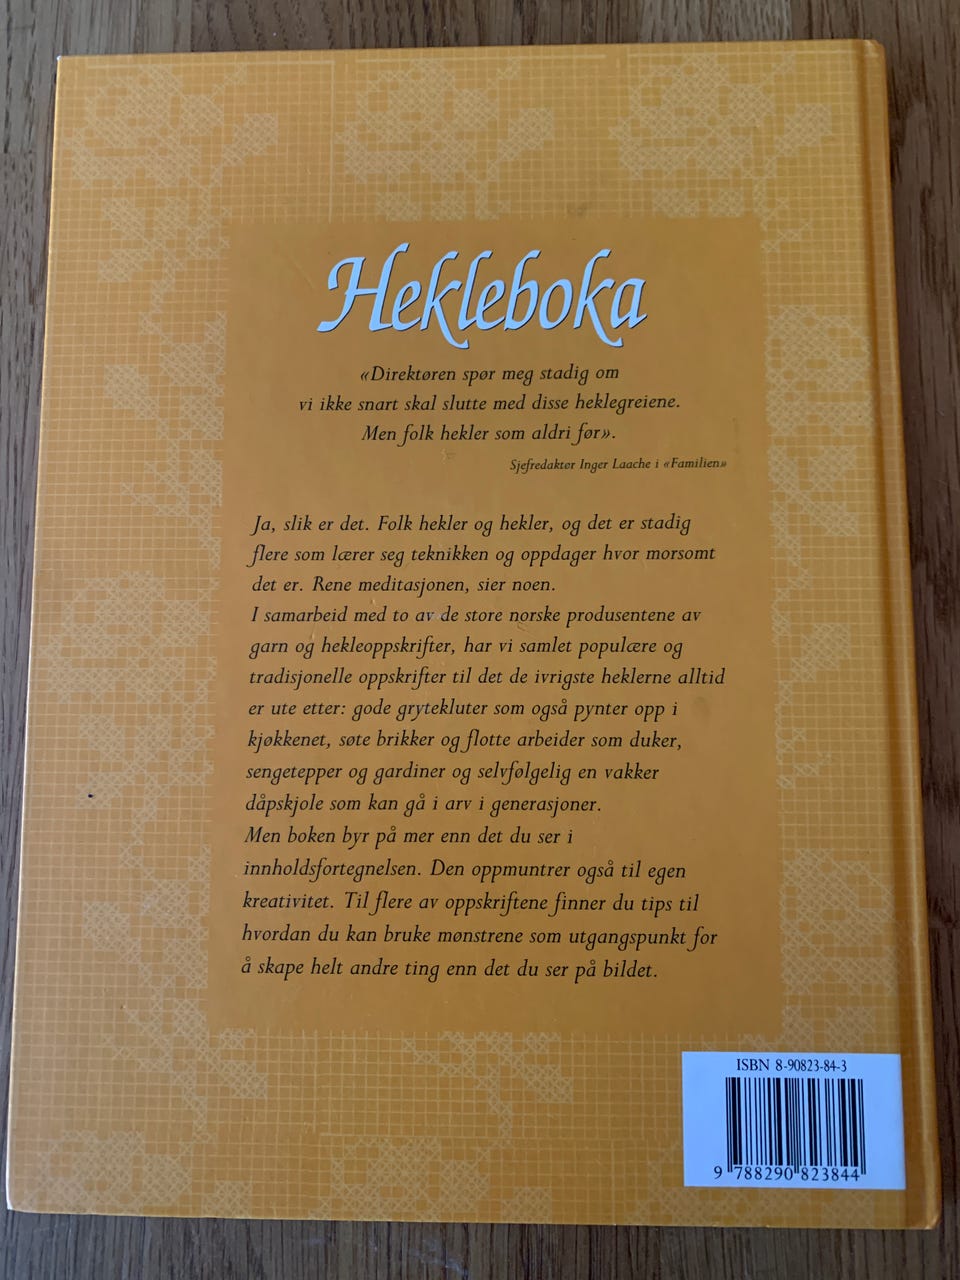 Hekleboka
«Direktøren spør meg stadig om
vi ikke snart skal slutte med disse heklegreiene.
Men folk hekler som aldri før».
Sjefredaktør Inger Laache i «Familien»
Ja, slik er det. Folk hekler og hekler, og det er stadig
flere som lærer seg teknikken og oppdager hvor morsomt
det er. Rene meditasjonen, sier noen.
I samarbeid med to av de store norske produsentene av
garn og hekleoppskrifter, har vi samlet populære og
tradisjonelle oppskrifter til det de ivrigste heklerne alltid
er ute etter: gode grytekluter som også pynter opp i
kjøkkenet, søte brikker og flotte arbeider som duker,
sengetepper og gardiner og selvfølgelig en vakker
dåpskjole som kan gå i arv i generasjoner.
Men boken byr på mer enn det du ser i
innholdsfortegnelsen. Den oppmuntrer også til egen
kreativitet. Til flere av oppskriftene finner du tips til
hvordan du kan bruke mønstrene som utgangspunkt for
å skape helt andre ting enn det du ser på bildet.
ISBN 8-90823-84-3
9 788290 823844